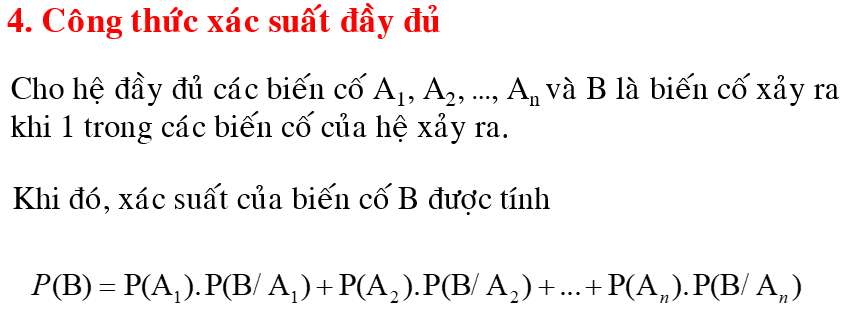 4. Công thức xác suất đầy đủ
Cho hệ đầy đủ các biến cố A₁, A₂, ..., Aₙ và B là biến cố xảy ra
khi 1 trong các biến cố của hệ xảy ra.
Khi đó, xác suất của biến cố B được tính
P(B) = P(A₁).P(B/ A₁) + P(A₂).P(B/ A₂) + ... + P(Aₙ).P(B/ Aₙ)